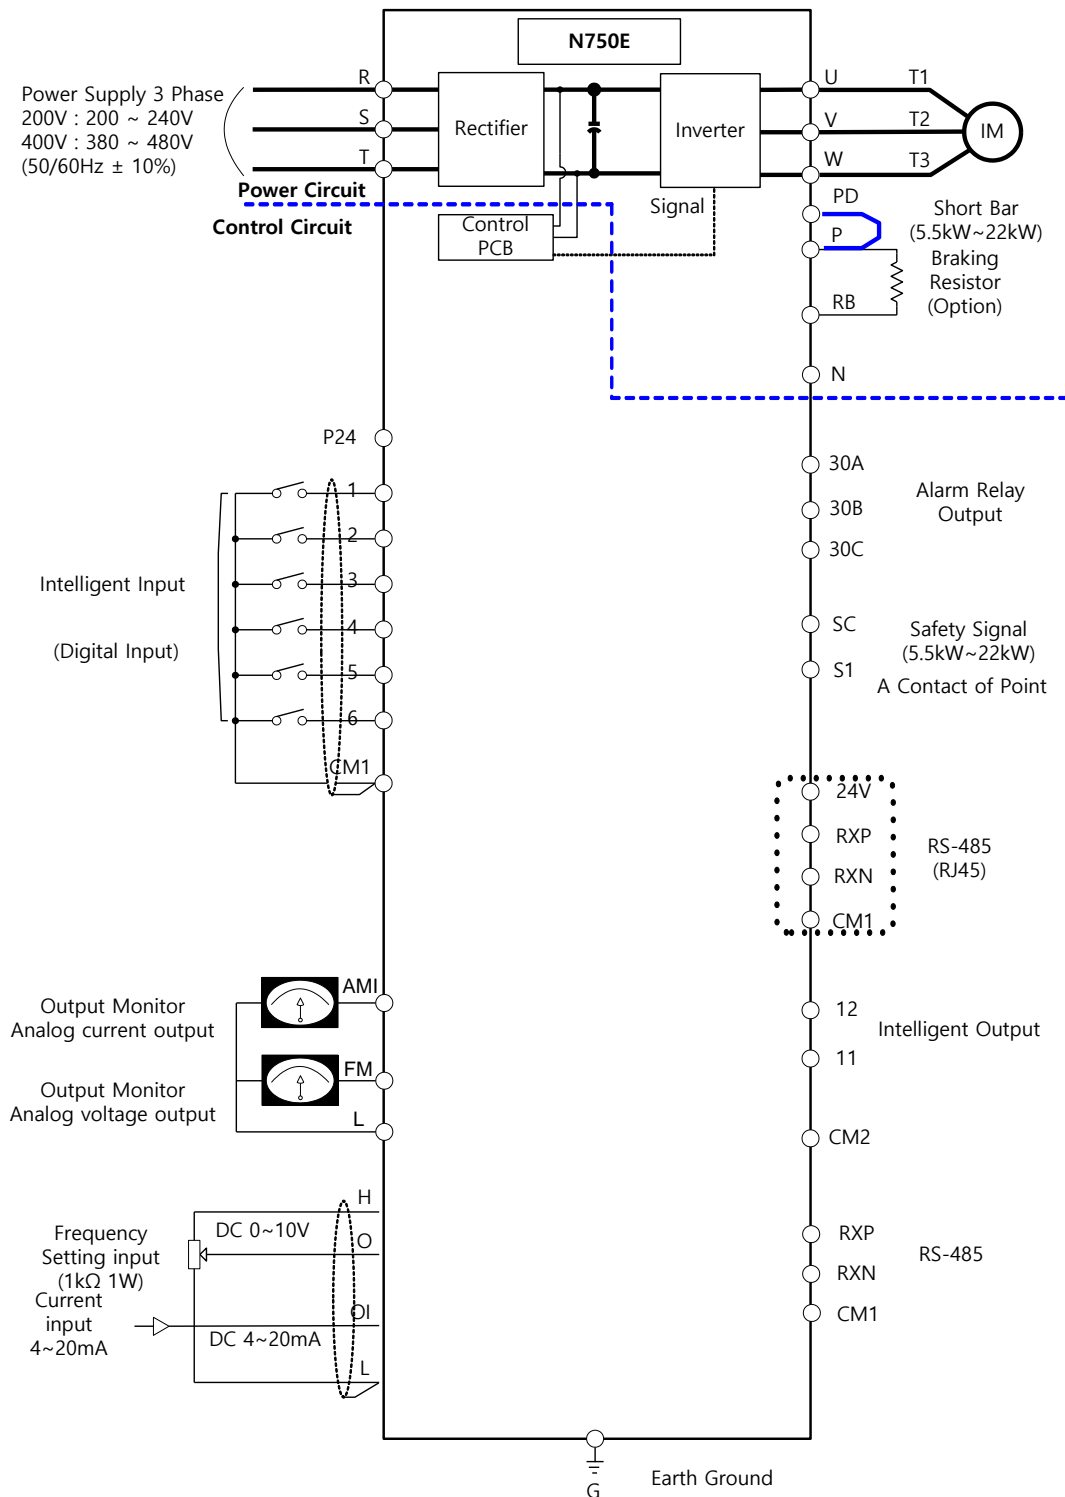 N750E
Power Supply 3 Phase
200V : 200 ~ 240V
400V : 380 ~ 480V
(50/60Hz ± 10%)
R
S
T
Rectifier
Inverter
U
V
W
T1
T2
T3
IM
Power Circuit
Control Circuit
Control
PCB
Signal
PD
P
RB
N
Short Bar
(5.5kW~22kW)
Braking
Resistor
(Option)
P24
1
2
3
4
5
6
CM1
Intelligent Input
(Digital Input)
30A
30B
30C
Alarm Relay
Output
SC
S1
Safety Signal
(5.5kW~22kW)
A Contact of Point
24V
RXP
RXN
CM1
RS-485
(RJ45)
Output Monitor
Analog current output
AMI
Output Monitor
Analog voltage output
FM
L
12
11
Intelligent Output
CM2
H
DC 0~10V
O
Frequency
Setting input
(1kΩ 1W)
Current
input
4~20mA
OI
DC 4~20mA
L
RXP
RXN
CM1
RS-485
G
Earth Ground